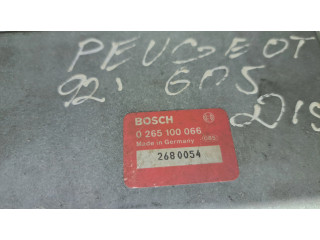 PEUGEOT
92. 605
DIS
BOSCH
0 265 100 066
Made in Germany
2680054